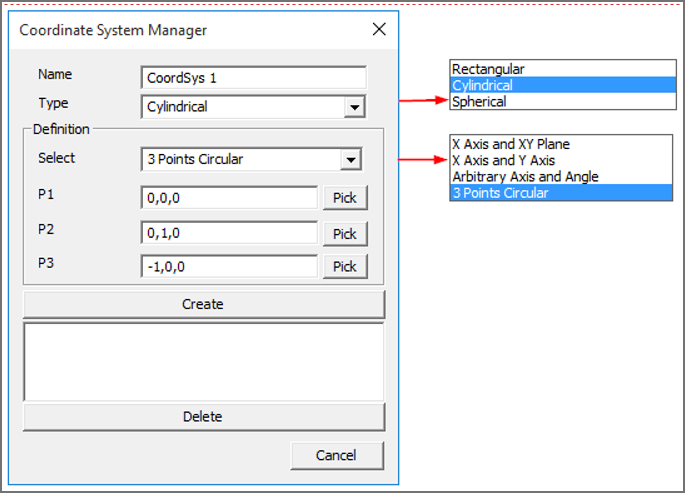 Coordinate System Manager
Name
CoordSys 1
Type
Cylindrical
Rectangular
Cylindrical
Spherical
Definition
Select
3 Points Circular
X Axis and XY Plane
X Axis and Y Axis
Arbitrary Axis and Angle
3 Points Circular
P1
0,0,0
Pick
P2
0,1,0
Pick
P3
-1,0,0
Pick
Create
Delete
Cancel